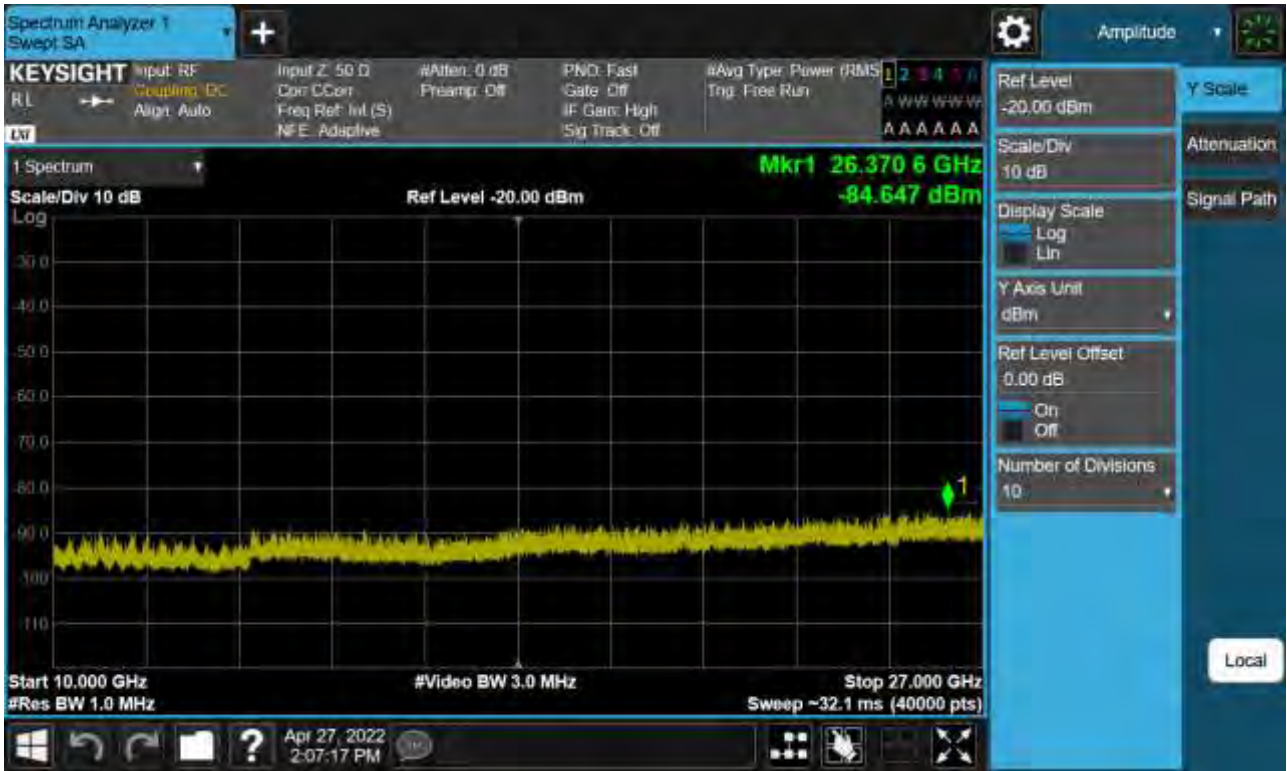 Spectrum Analyzer 1
Swept SA
+
Amplitude
KEYSIGHT
RL
Input: RF
Coupling: DC
Align: Auto
Input Z: 50 Ω
Corr CCorr
Freq Ref: Int (S)
NFE: Adaptive
#Atten: 0 dB
Preamp: Off
PNO: Fast
Gate: Off
IF Gain: High
Sig Track: Off
#Avg Type: Power (RMS
Trig: Free Run
1 2 3 4 5 6
A W W W W W
A A A A A A
LXI
1 Spectrum
Mkr1 26.370 6 GHz
Scale/Div 10 dB
Ref Level -20.00 dBm
-84.647 dBm
Log
-30.0
-40.0
-50.0
-60.0
-70.0
-80.0
-90.0
-100
-110
1
Start 10.000 GHz
#Video BW 3.0 MHz
Stop 27.000 GHz
#Res BW 1.0 MHz
Sweep ~32.1 ms (40000 pts)
Ref Level
-20.00 dBm
Scale/Div
10 dB
Display Scale
Log
Lin
Y Axis Unit
dBm
Ref Level Offset
0.00 dB
On
Off
Number of Divisions
10
Y Scale
Attenuation
Signal Path
Local
?
Apr 27, 2022
2:07:17 PM